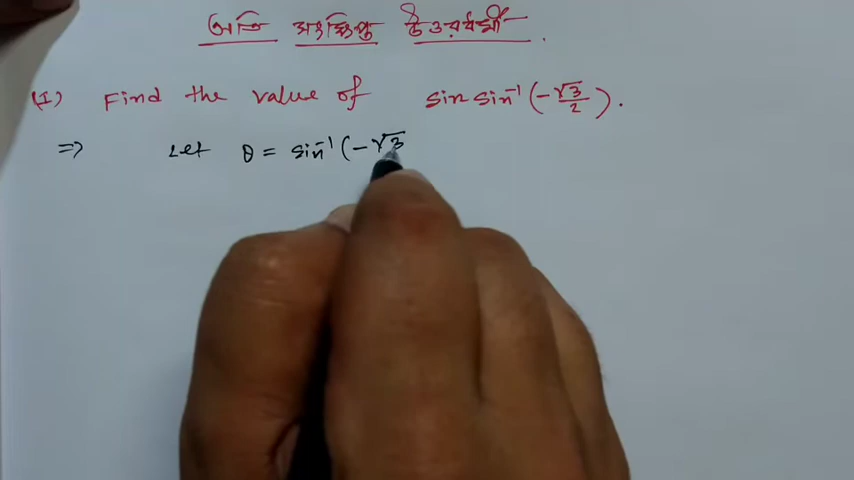 অতি সংক্ষিপ্ত উত্তরধর্মী
(I) Find the value of sin sin⁻¹(-√3/2).
⇒ Let θ = sin⁻¹(-√3